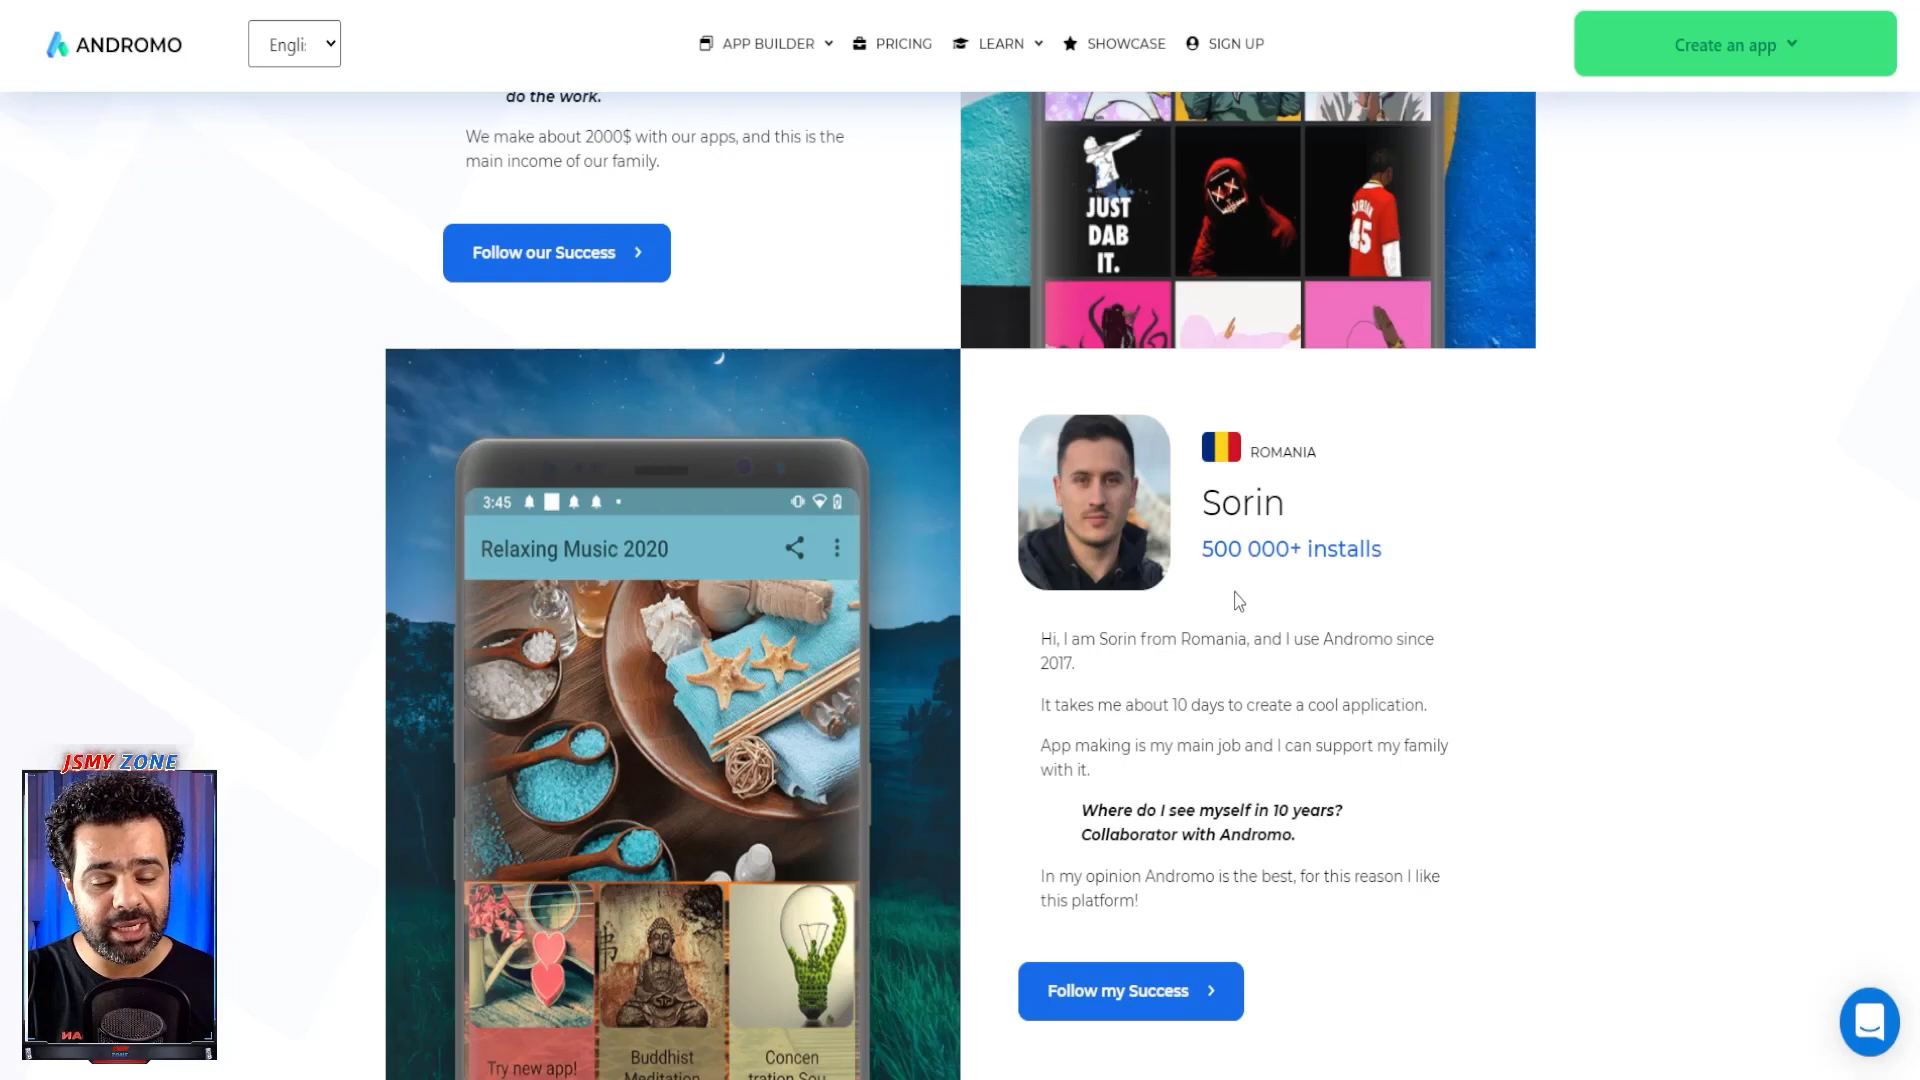 ANDROMO
Engli
APP BUILDER
PRICING
LEARN
SHOWCASE
SIGN UP
Create an app
do the work.
We make about 2000$ with our apps, and this is the
main income of our family.
Follow our Success
JUST
DAB
IT.
45
3:45
Relaxing Music 2020
Try new app!
Buddhist
Meditation
Concen
tration Sou
ROMANIA
Sorin
500 000+ installs
Hi, I am Sorin from Romania, and I use Andromo since
2017.
It takes me about 10 days to create a cool application.
App making is my main job and I can support my family
with it.
Where do I see myself in 10 years?
Collaborator with Andromo.
In my opinion Andromo is the best, for this reason I like
this platform!
Follow my Success
JSMY ZONE